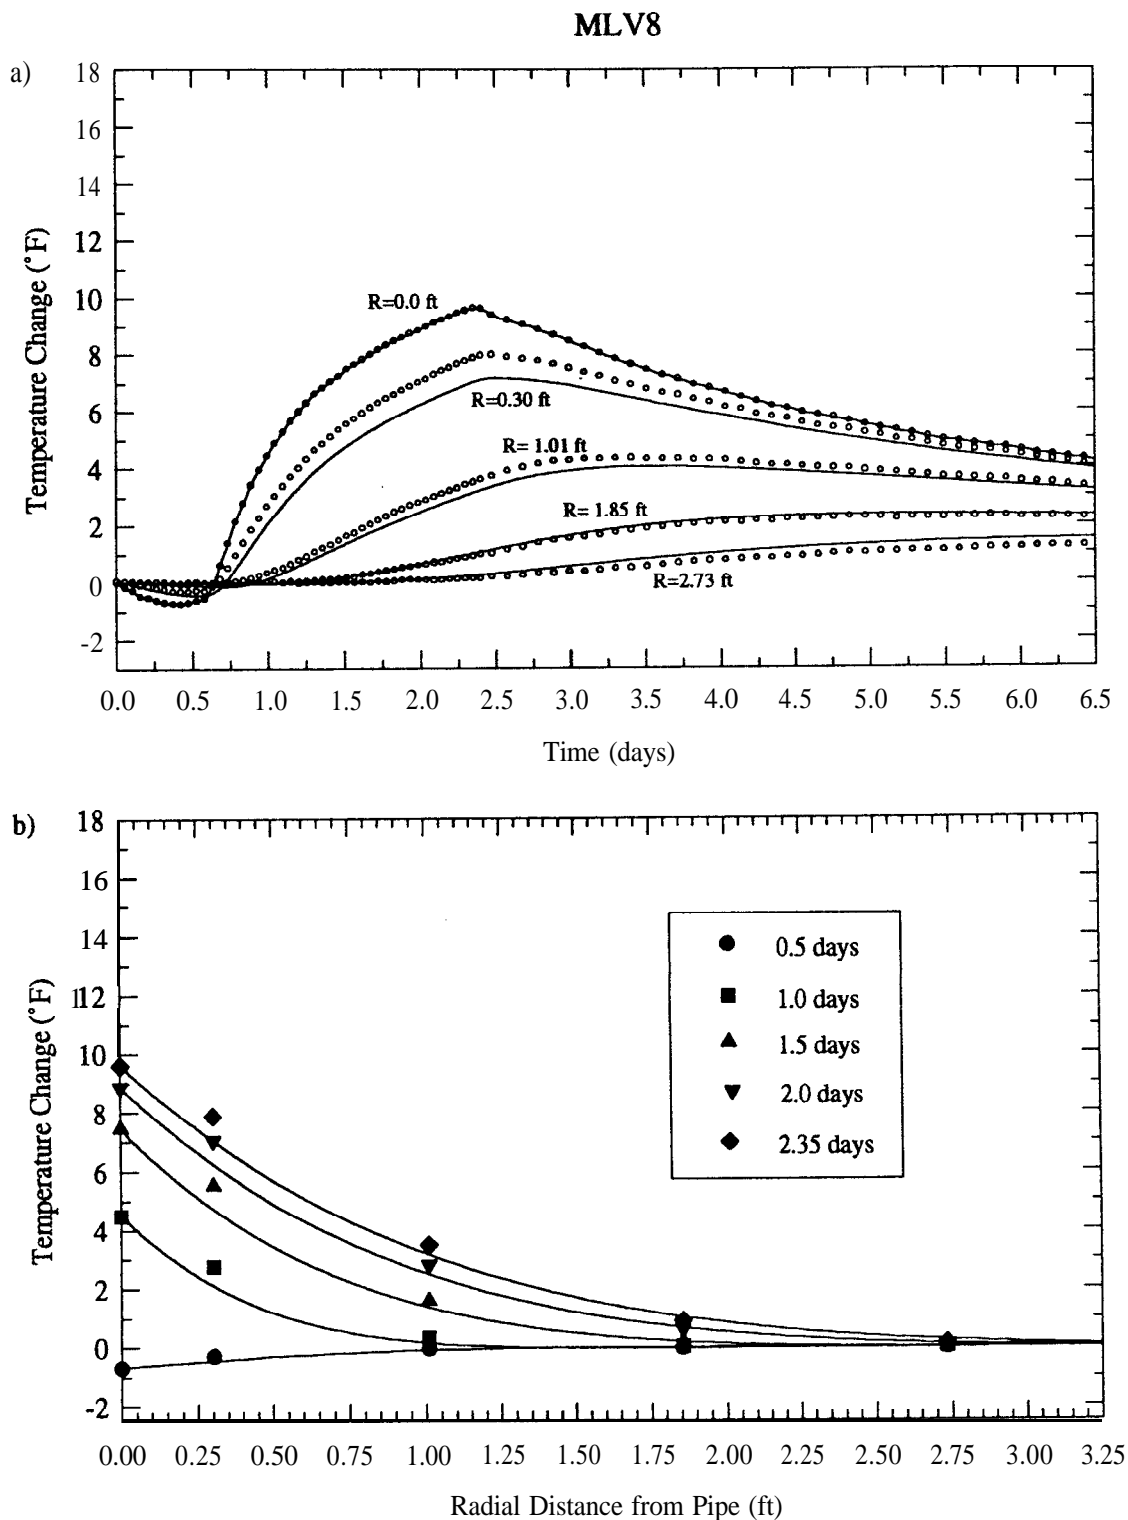 MLV8
a)
18
16
14
12
10
8
6
4
2
0
-2
Temperature Change (°F)
R=0.0 ft
R=0.30 ft
R= 1.01 ft
R= 1.85 ft
R=2.73 ft
0.0 0.5 1.0 1.5 2.0 2.5 3.0 3.5 4.0 4.5 5.0 5.5 6.0 6.5
Time (days)
b)
18
16
14
112
10
8
6
4
2
0
-2
Temperature Change (°F)
0.5 days
1.0 days
1.5 days
2.0 days
2.35 days
0.00 0.25 0.50 0.75 1.00 1.25 1.50 1.75 2.00 2.25 2.50 2.75 3.00 3.25
Radial Distance from Pipe (ft)